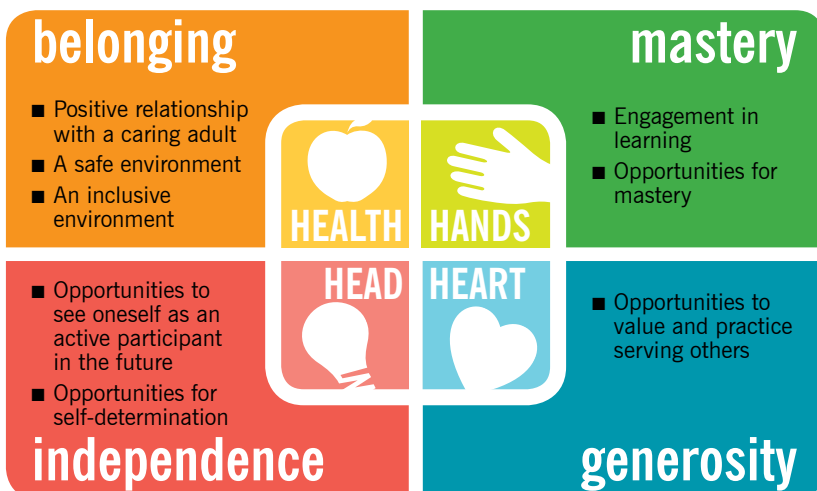 belonging
■ Positive relationship
with a caring adult
■ A safe environment
■ An inclusive
environment
mastery
■ Engagement in
learning
■ Opportunities for
mastery
HEALTH
HANDS
HEAD
HEART
■ Opportunities to
see oneself as an
active participant
in the future
■ Opportunities for
self-determination
independence
■ Opportunities to
value and practice
serving others
generosity